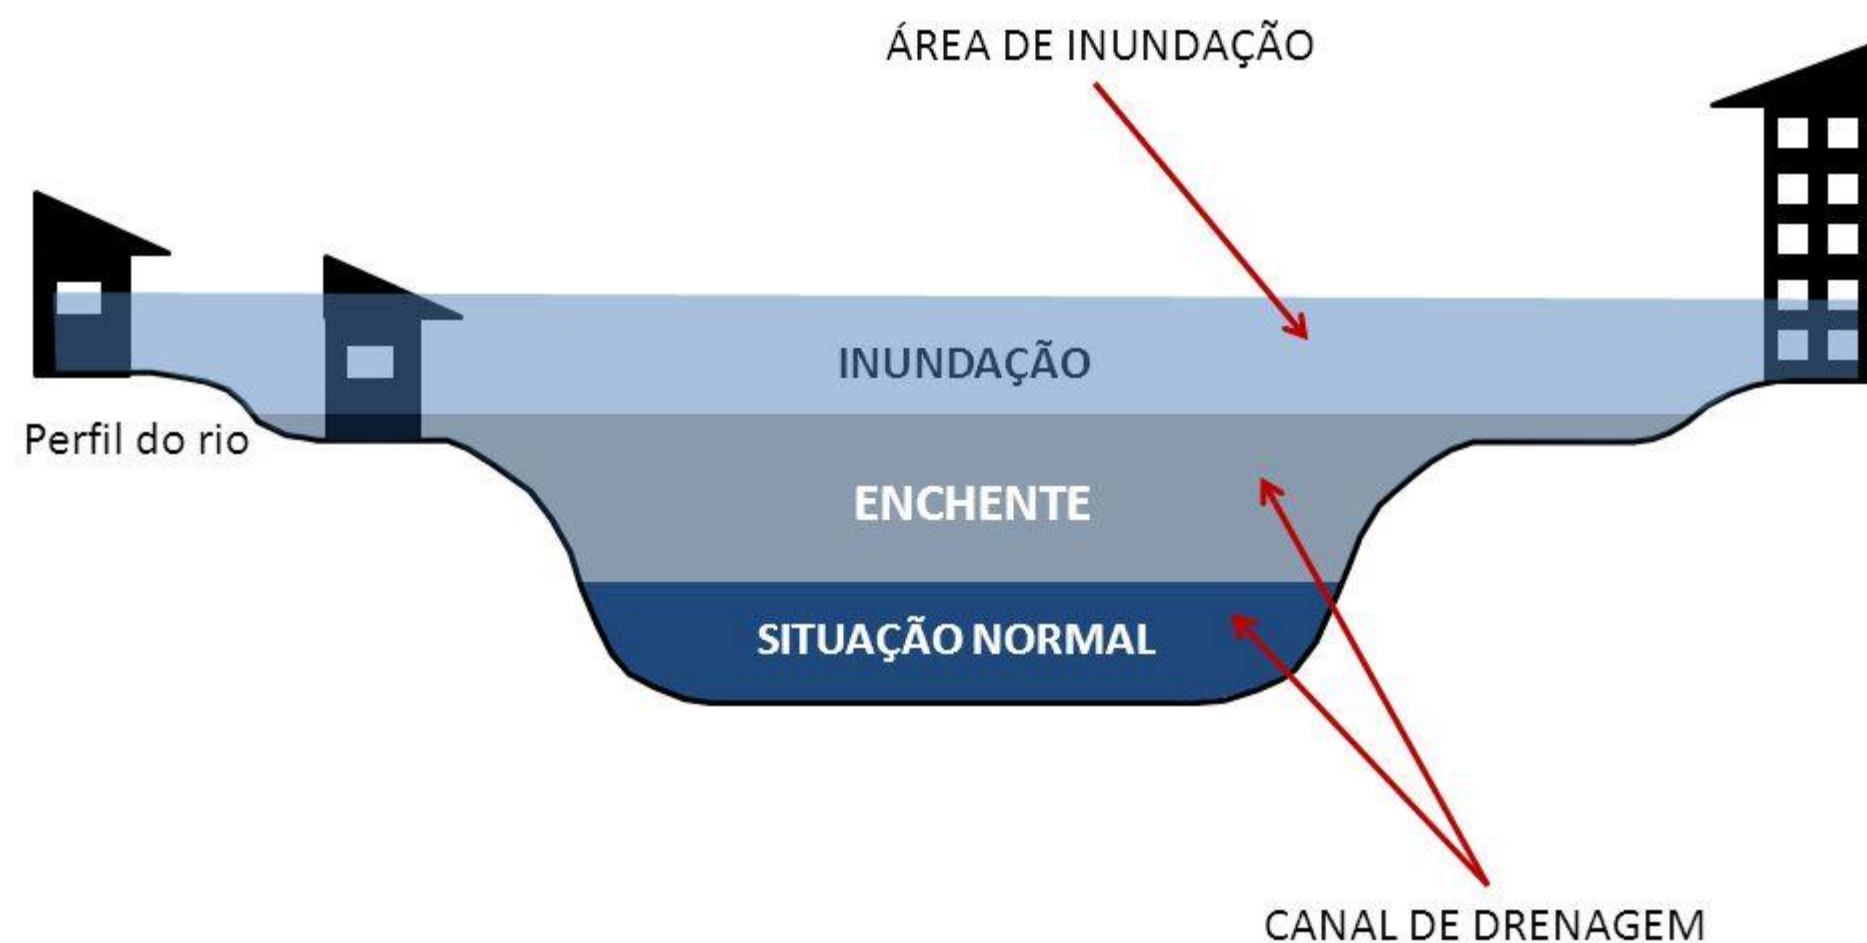 ÁREA DE INUNDAÇÃO
INUNDAÇÃO
Perfil do rio
ENCHENTE
SITUAÇÃO NORMAL
CANAL DE DRENAGEM